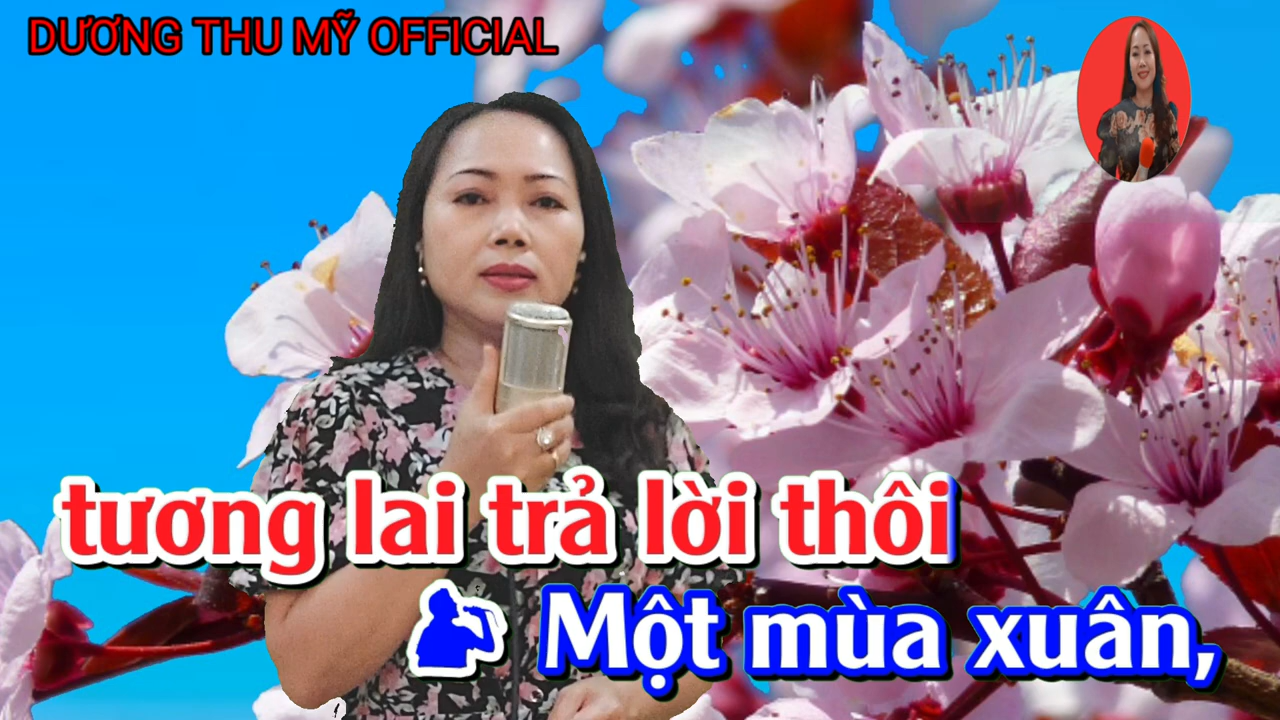 DƯƠNG THU MỸ OFFICIAL
tương lai trả lời thôi
Một mùa xuân,